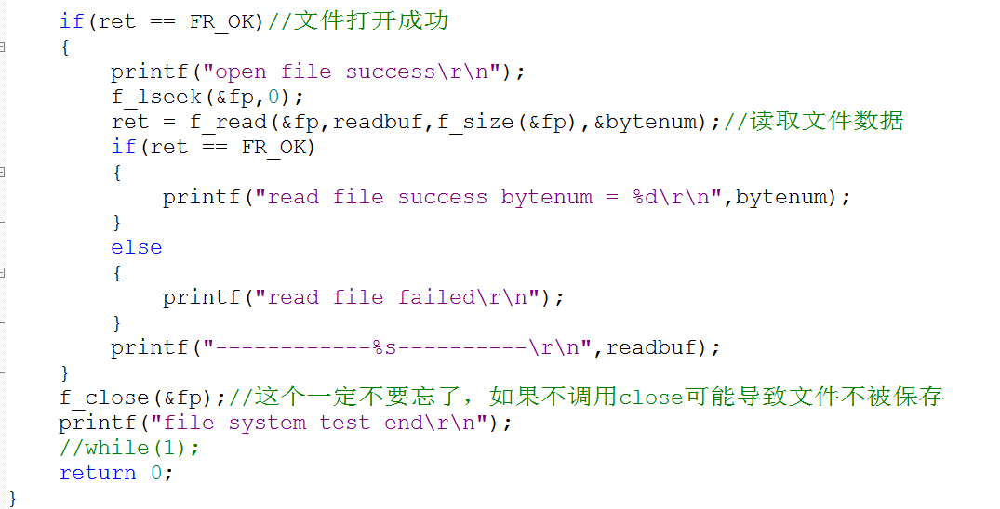 if(ret == FR_OK)//文件打开成功
{
printf("open file success\r\n");
f_lseek(&fp,0);
ret = f_read(&fp,readbuf,f_size(&fp),&bytenum);//读取文件数据
if(ret == FR_OK)
{
printf("read file success bytenum = %d\r\n",bytenum);
}
else
{
printf("read file failed\r\n");
}
printf("------------%s----------\r\n",readbuf);
}
f_close(&fp);//这个一定不要忘了，如果不调用close可能导致文件不被保存
printf("file system test end\r\n");
//while(1);
return 0;
}